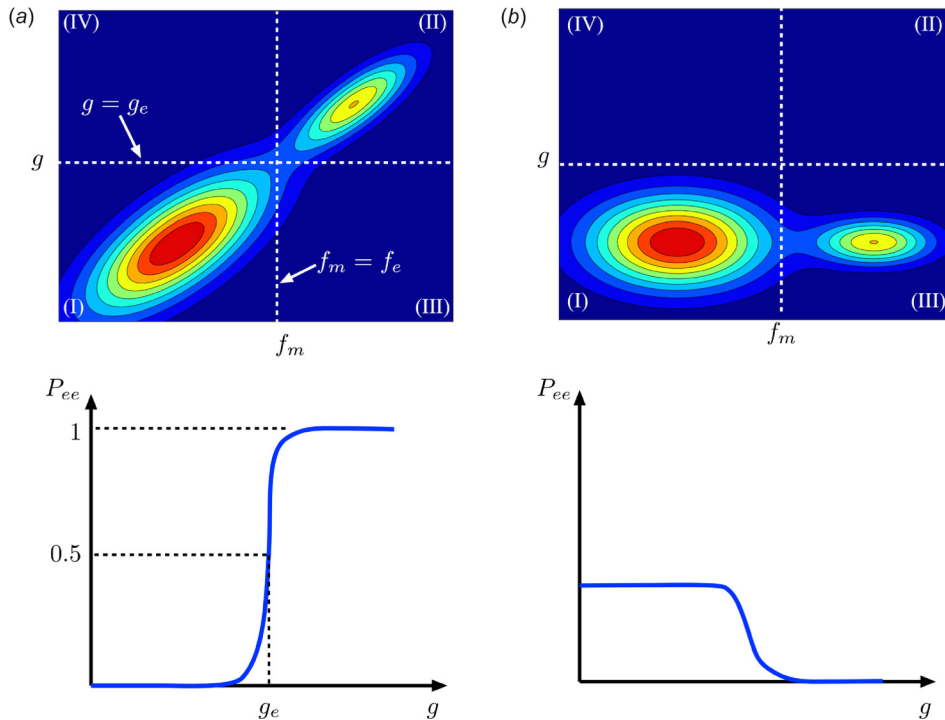 (a)
(IV)
(II)
g = g_e
g
f_m = f_e
(I)
(III)
f_m
(b)
(IV)
(II)
g
(I)
(III)
f_m
P_ee
1
0.5
g_e
g
P_ee
g